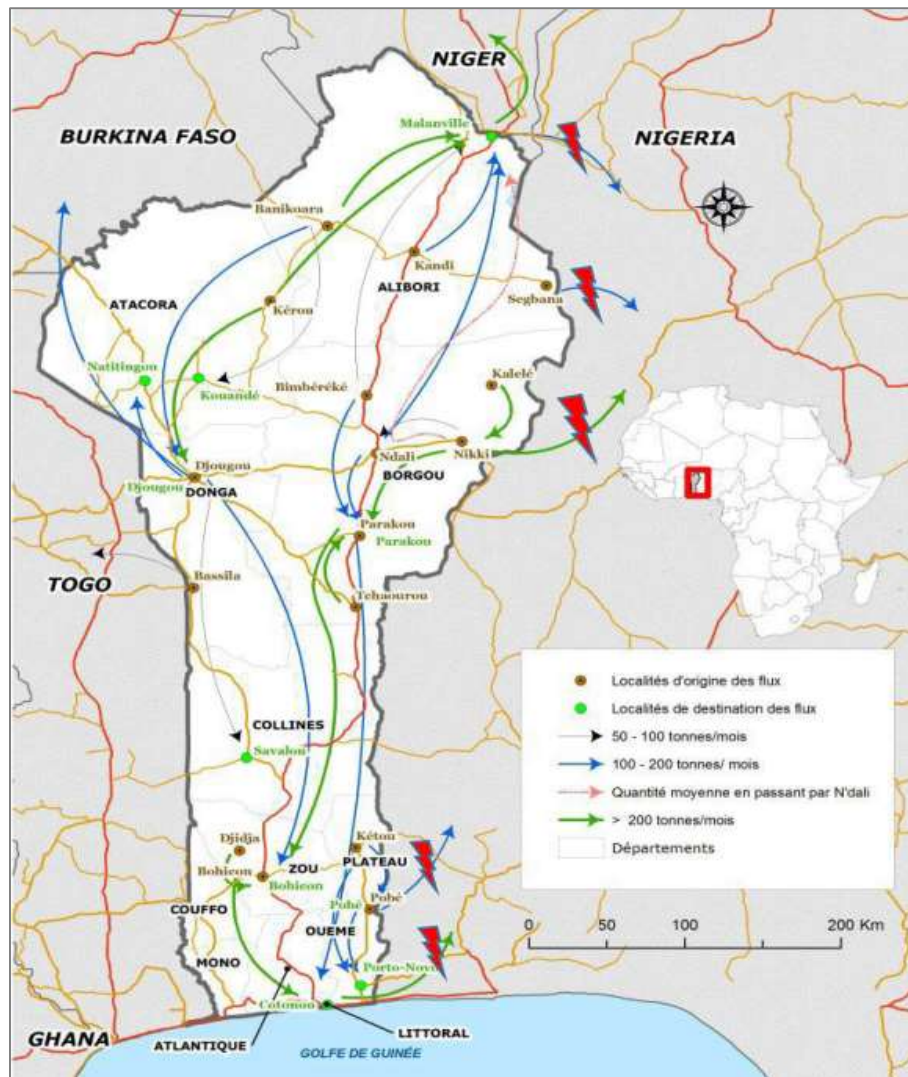 NIGER
BURKINA FASO
Malanville
NIGERIA
Banikoara
Kandi
ALIBORI
Segbana
ATACORA
Kérou
Natitingou
Kouandé
Bimbéréké
Kalelé
Djougou
Djougou
DONGA
Ndali
Nikki
BORGOU
Parakou
Parakou
TOGO
Bassila
Tchaourou
COLLINES
Savalou
Djidja
Kétou
PLATEAU
Bohicon
ZOU
Bohicon
COUFFO
Pobé
Pobé
OUEME
MONO
Porto-Novo
Cotonou
GHANA
ATLANTIQUE
LITTORAL
GOLFE DE GUINÉE
Localités d'origine des flux
Localités de destination des flux
50 - 100 tonnes/mois
100 - 200 tonnes/ mois
Quantité moyenne en passant par N'dali
> 200 tonnes/mois
Départements
0 50 100 200 Km